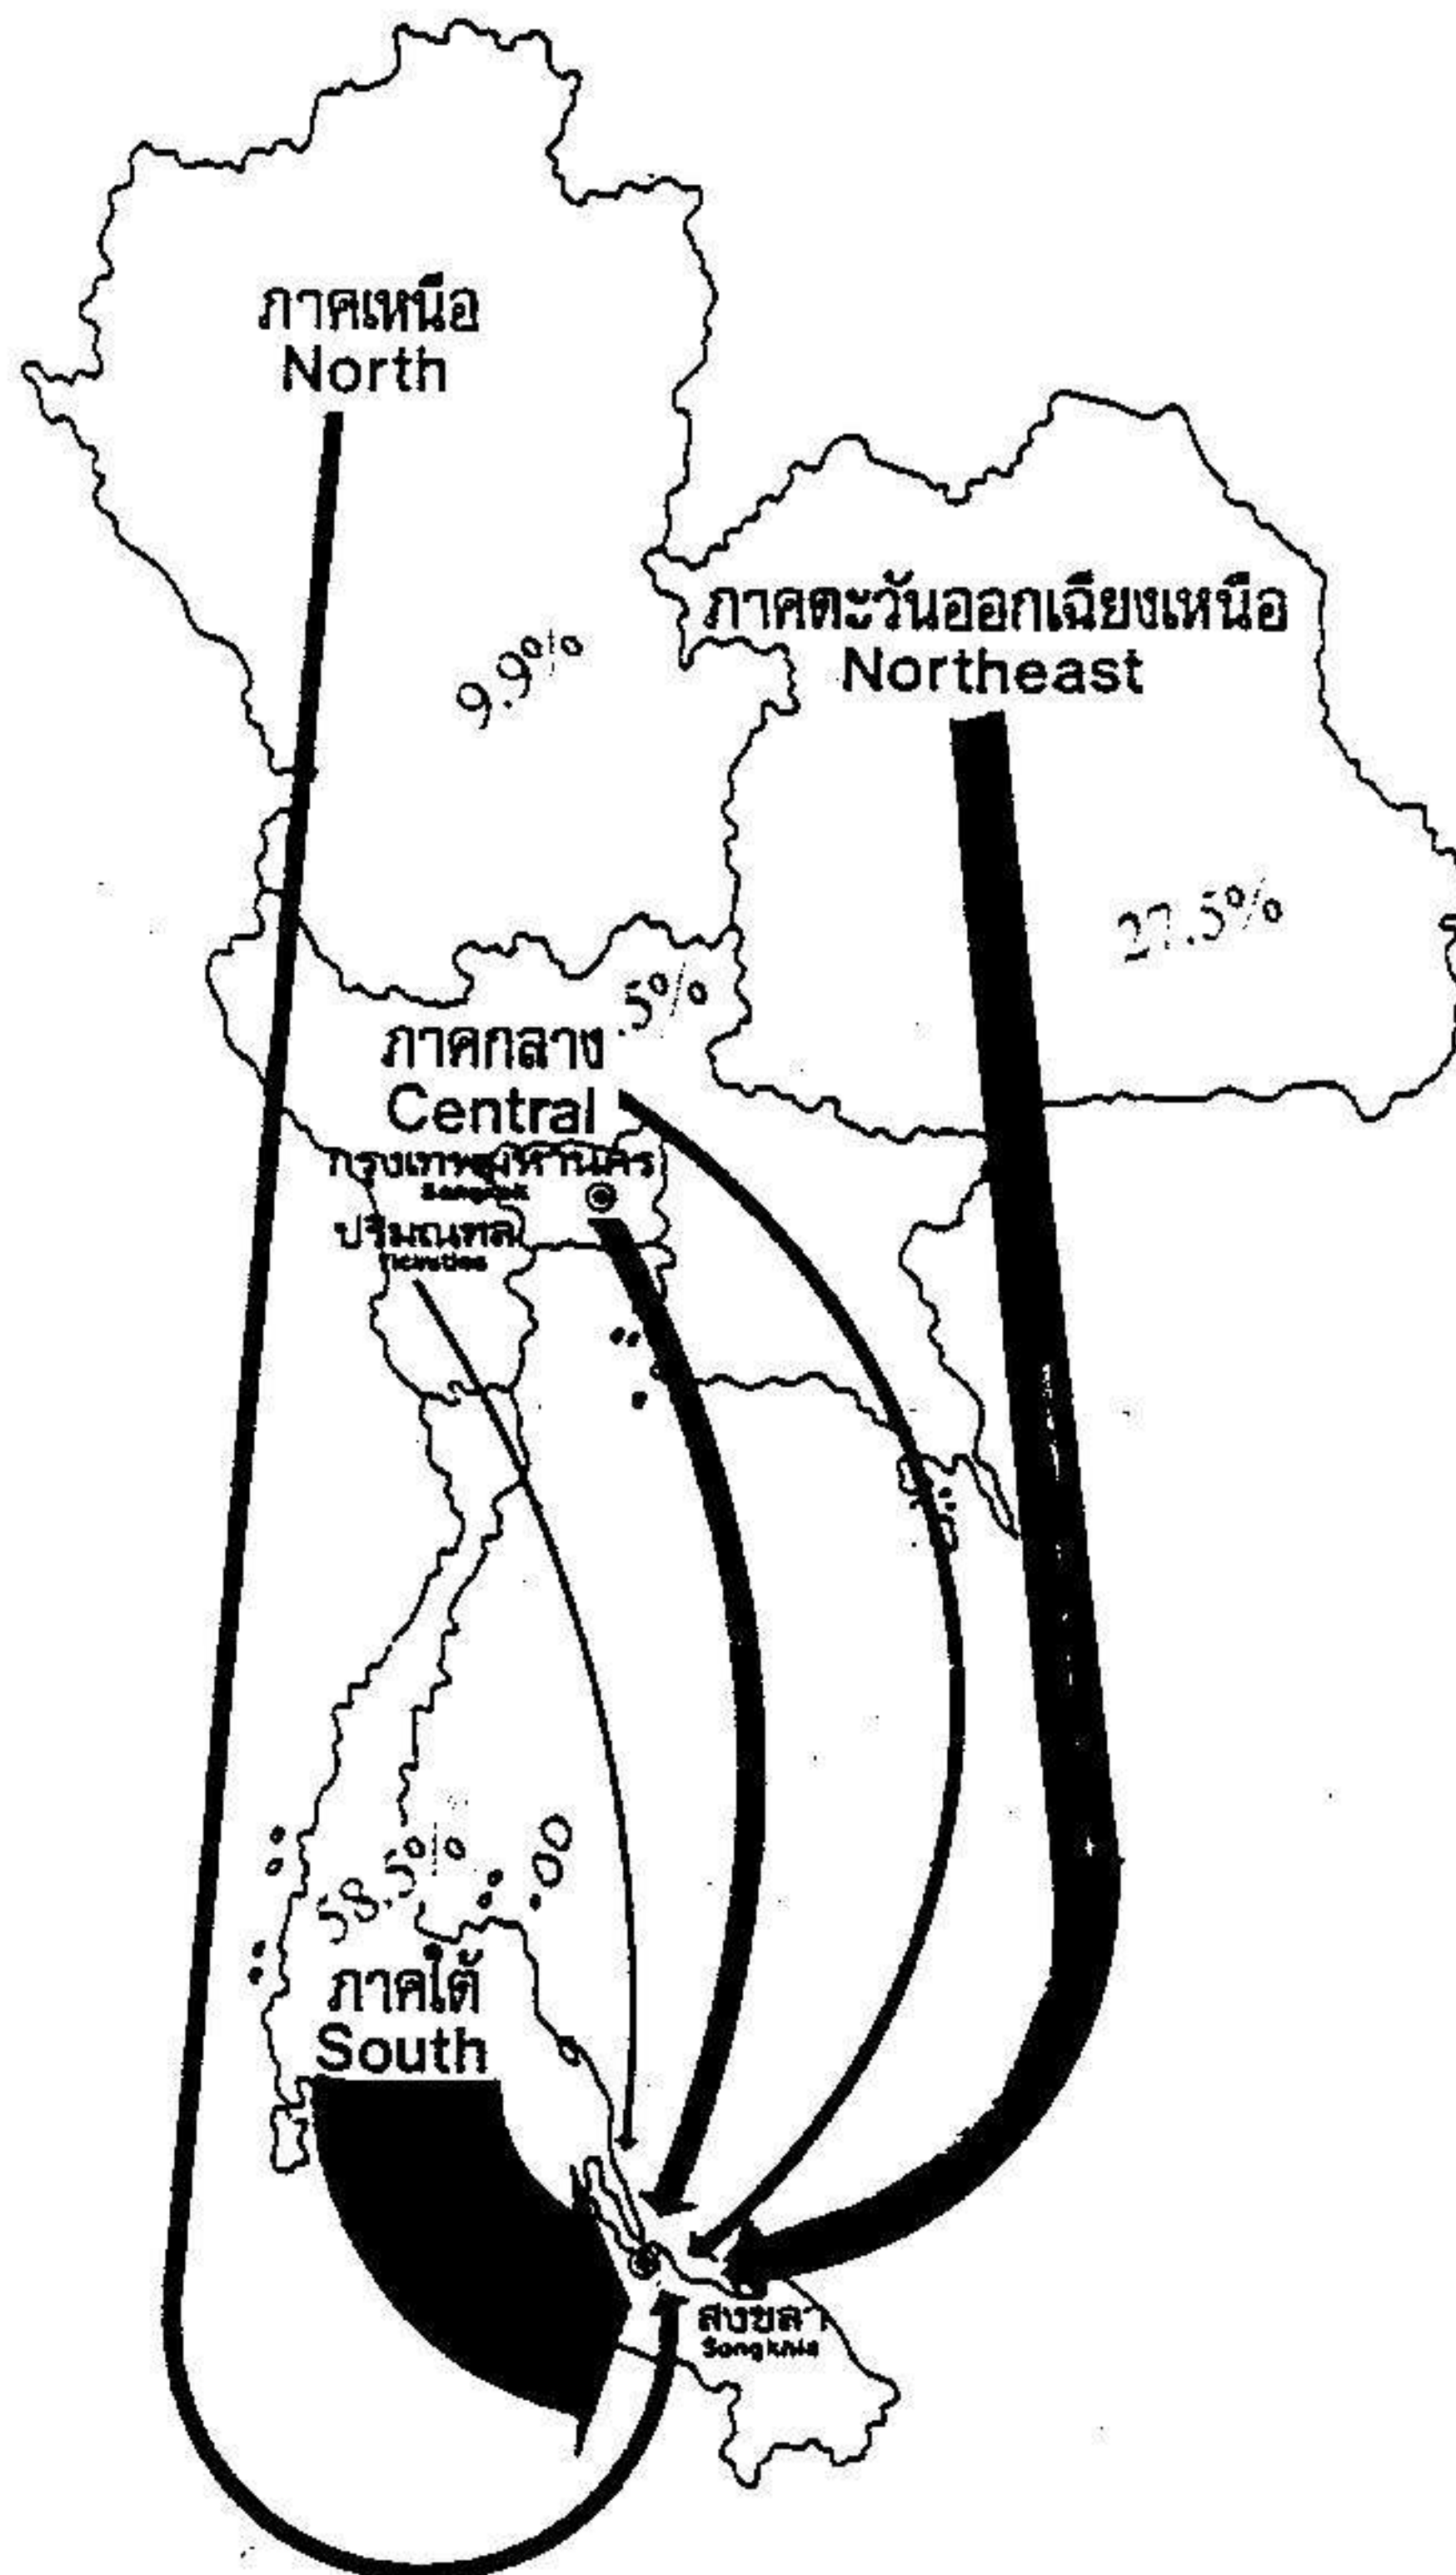 ภาคเหนือ
North
9.9%
ภาคตะวันออกเฉียงเหนือ
Northeast
27.5%
.5%
ภาคกลาง
Central
กรุงเทพมหานคร
Bangkok
ปริมณฑล
Vicinities
58.5%
ภาคใต้
South
สงขลา
Songkhla